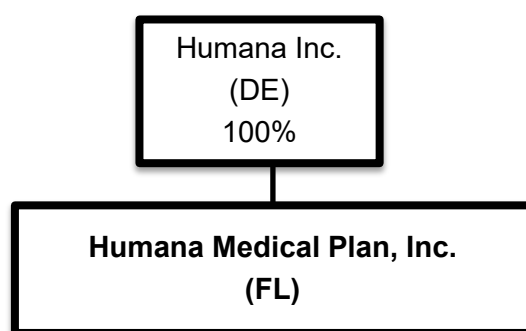 Humana Inc.
(DE)
100%
Humana Medical Plan, Inc.
(FL)